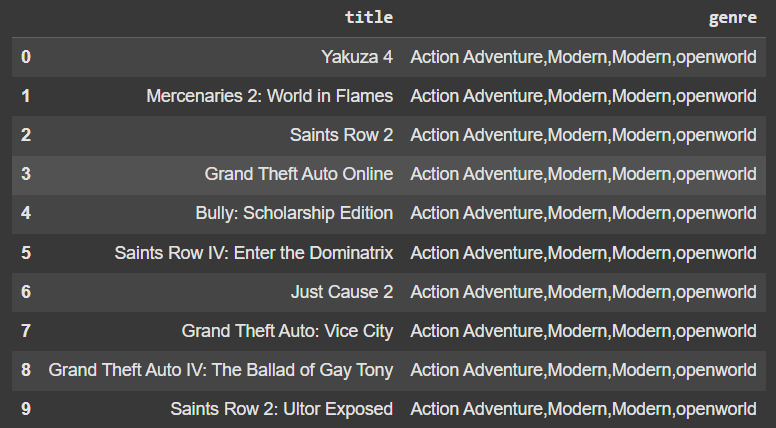 title genre
0 Yakuza 4 Action Adventure,Modern,Modern,openworld
1 Mercenaries 2: World in Flames Action Adventure,Modern,Modern,openworld
2 Saints Row 2 Action Adventure,Modern,Modern,openworld
3 Grand Theft Auto Online Action Adventure,Modern,Modern,openworld
4 Bully: Scholarship Edition Action Adventure,Modern,Modern,openworld
5 Saints Row IV: Enter the Dominatrix Action Adventure,Modern,Modern,openworld
6 Just Cause 2 Action Adventure,Modern,Modern,openworld
7 Grand Theft Auto: Vice City Action Adventure,Modern,Modern,openworld
8 Grand Theft Auto IV: The Ballad of Gay Tony Action Adventure,Modern,Modern,openworld
9 Saints Row 2: Ultor Exposed Action Adventure,Modern,Modern,openworld